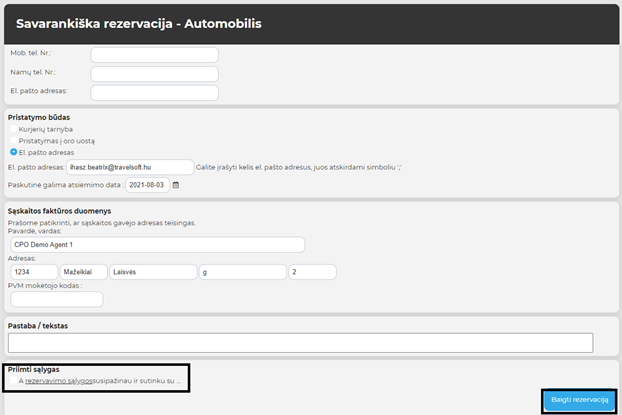 Savarankiška rezervacija - Automobilis
Mob. tel. Nr.:
Namų tel. Nr.:
El. pašto adresas:
Pristatymo būdas
Kurjerių tarnyba
Pristatymas į oro uostą
El. pašto adresas
El. pašto adresas: ihasz.beatrix@travelsoft.hu Galite įrašyti kelis el. pašto adresus, juos atskirdami simboliu ';'
Paskutinė galima atsiėmimo data : 2021-08-03
Sąskaitos faktūros duomenys
Prašome patikrinti, ar sąskaitos gavėjo adresas teisingas.
Pavardė, vardas:
CPO Demo Agent 1
Adresas:
1234 Mažeikiai Laisvės g 2
PVM mokėtojo kodas :
Pastaba / tekstas
Priimti sąlygas
A rezervavimo sąlygossusipažinau ir sutinku su ...
Baigti rezervaciją